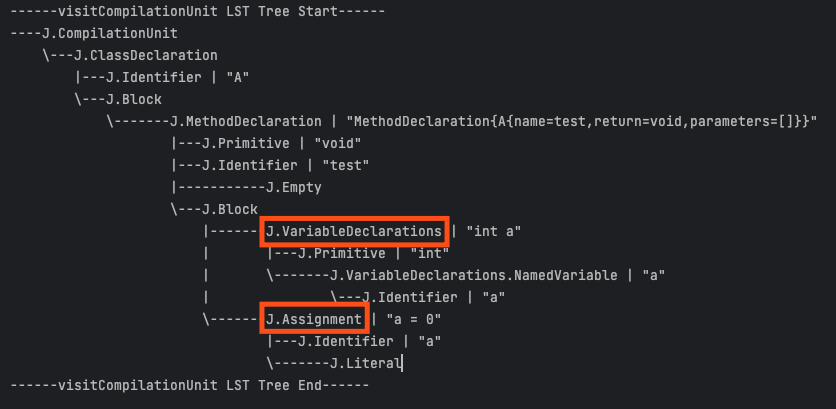 ------visitCompilationUnit LST Tree Start------
----J.CompilationUnit
    \---J.ClassDeclaration
        |---J.Identifier | "A"
        \---J.Block
            \-------J.MethodDeclaration | "MethodDeclaration{A{name=test,return=void,parameters=[]}}"
                    |---J.Primitive | "void"
                    |---J.Identifier | "test"
                    |-----------J.Empty
                    \---J.Block
                        |-------J.VariableDeclarations | "int a"
                        |       |---J.Primitive | "int"
                        |       \-------J.VariableDeclarations.NamedVariable | "a"
                        |               \---J.Identifier | "a"
                        \-------J.Assignment | "a = 0"
                                |---J.Identifier | "a"
                                \-------J.Literal
------visitCompilationUnit LST Tree End------